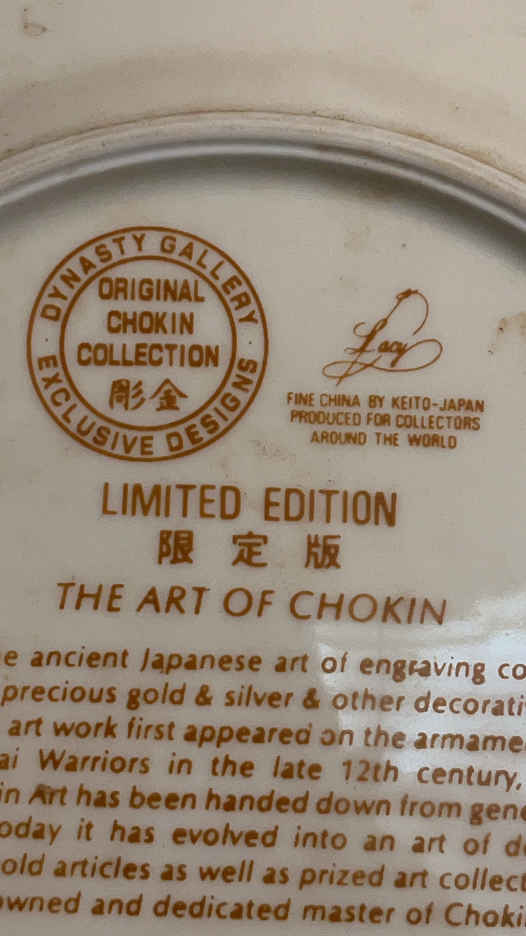 DYNASTY GALLERY
ORIGINAL
CHOKIN
COLLECTION
彫金
EXCLUSIVE DESIGNS
Lacy
FINE CHINA BY KEITO-JAPAN
PRODUCED FOR COLLECTORS
AROUND THE WORLD
LIMITED EDITION
限定版
THE ART OF CHOKIN
e ancient Japanese art of engraving co
precious gold & silver & other decorati
art work first appeared on the armame
ai Warriors in the late 12th century,
in Art has been handed down from gene
oday it has evolved into an art of d
old articles as well as prized art collect
owned and dedicated master of Chokin